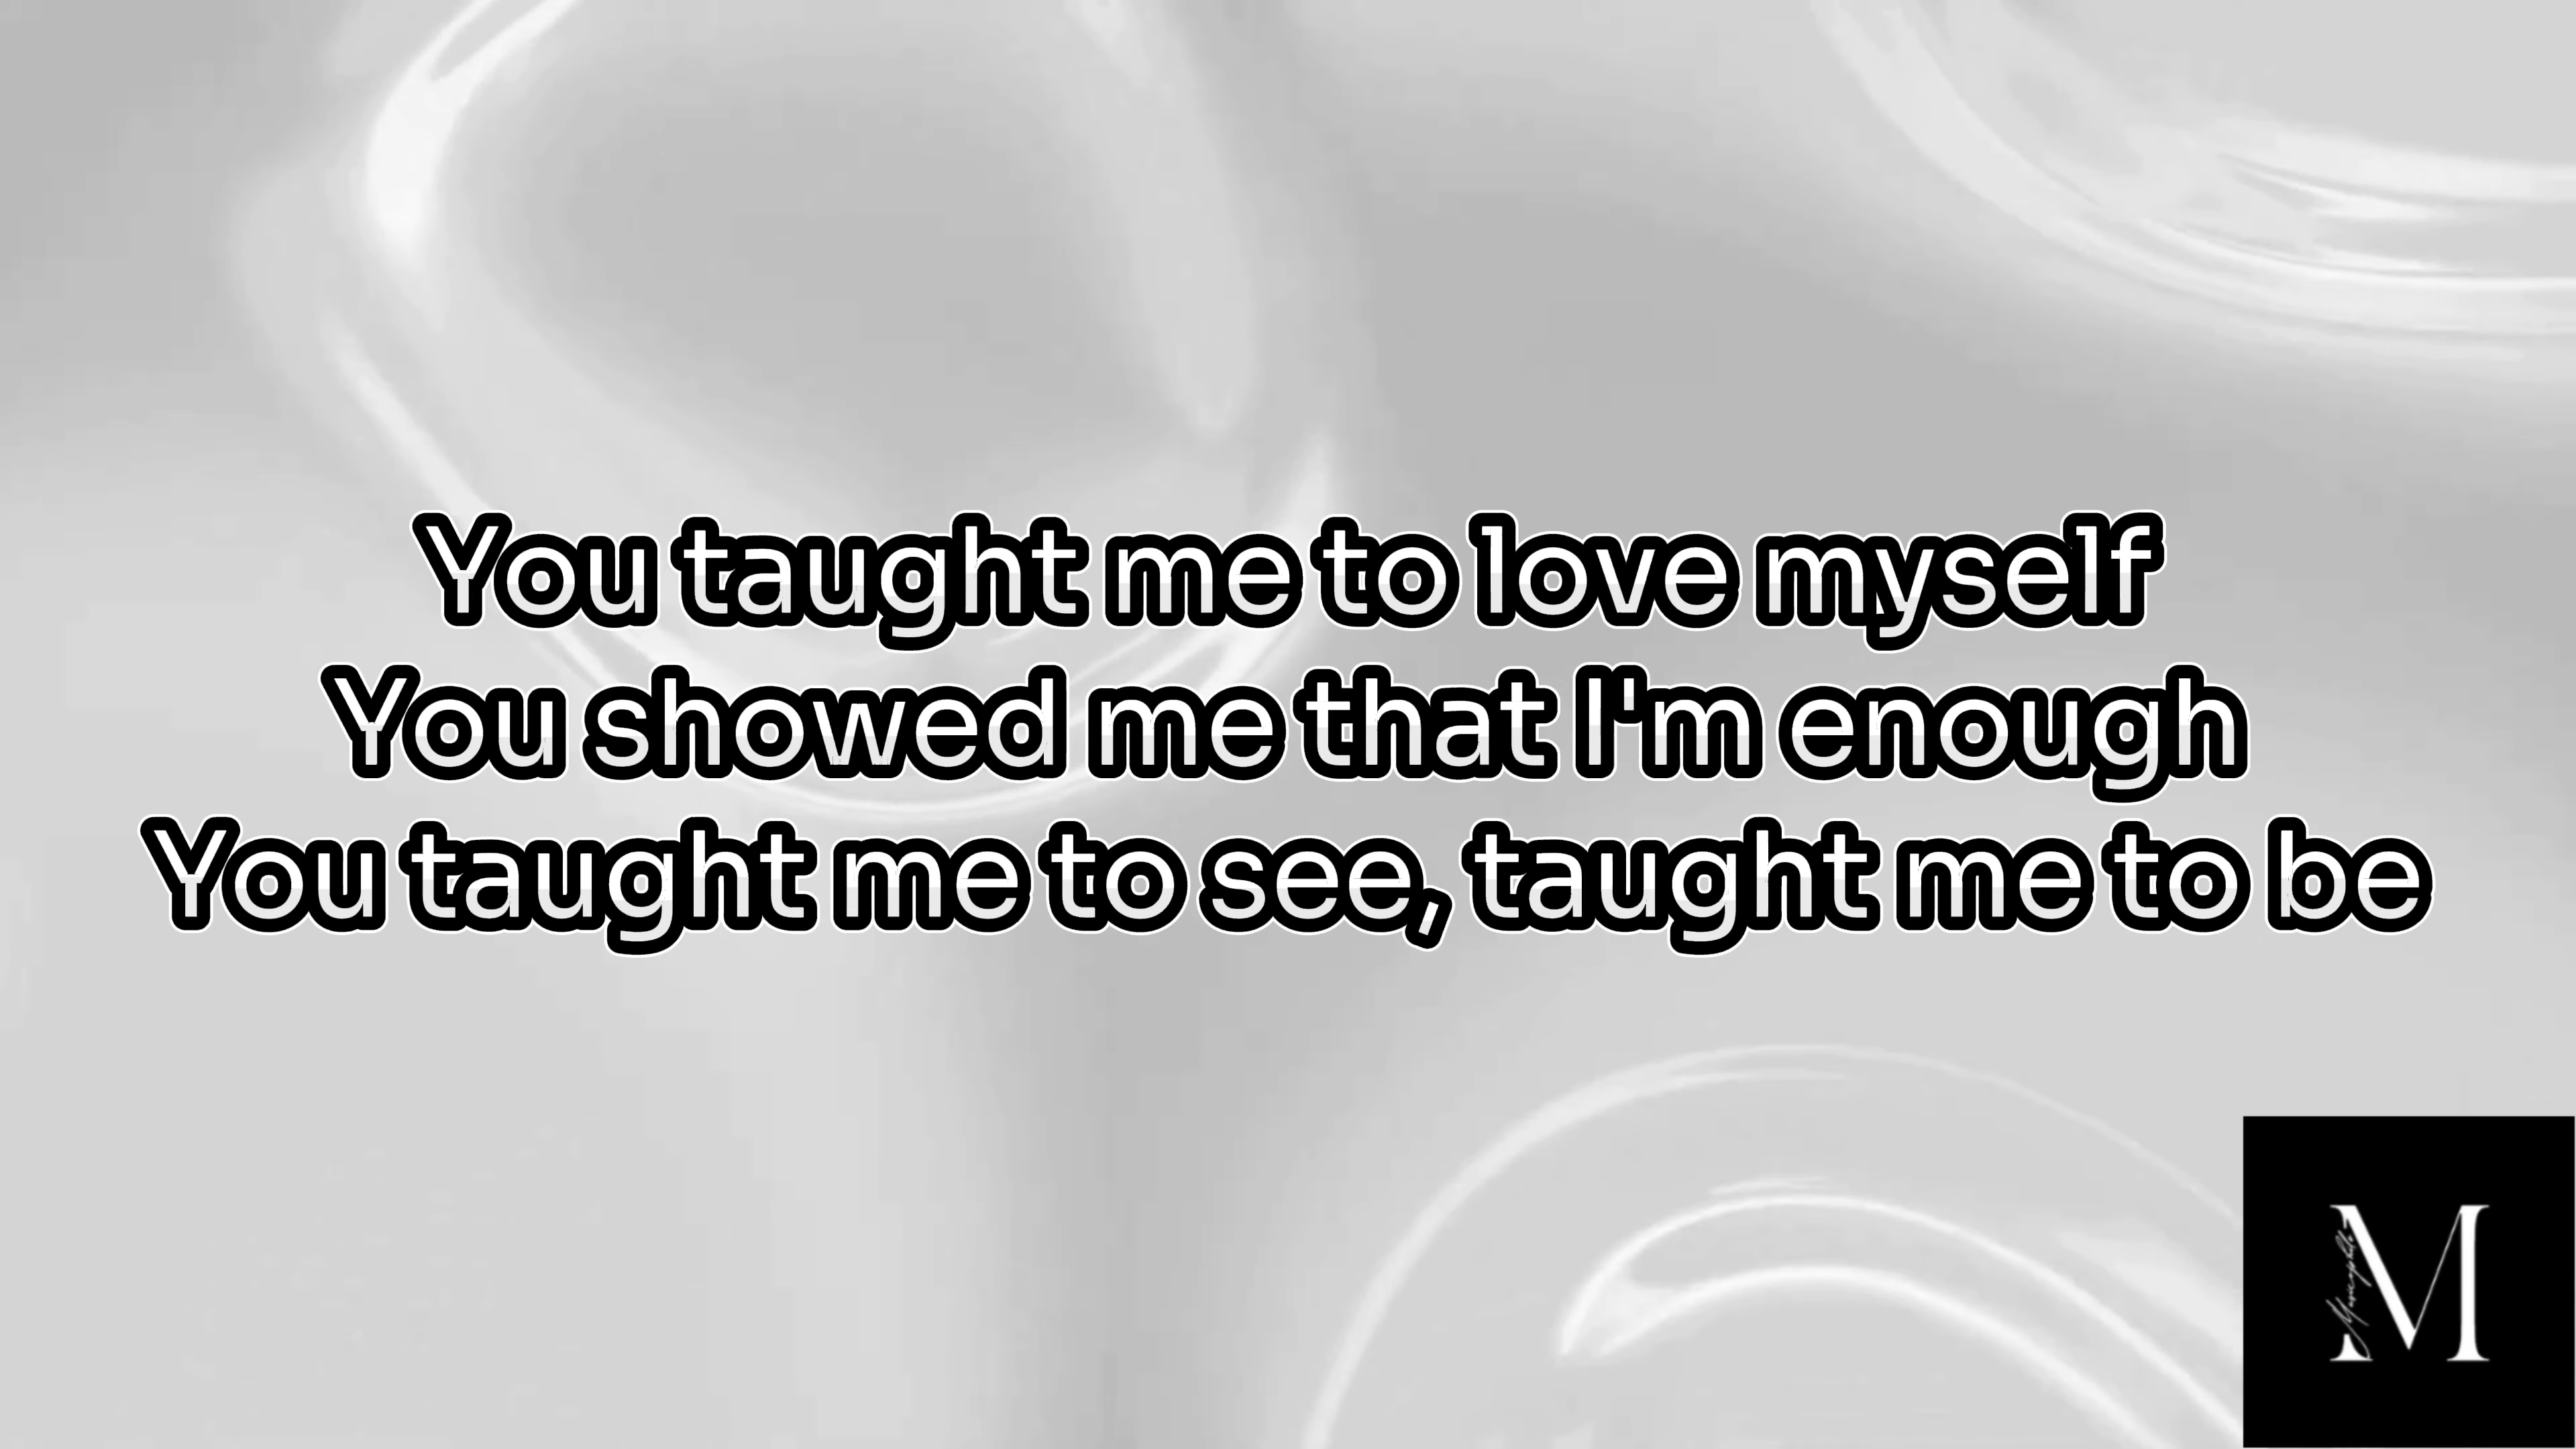 You taught me to love myself
You showed me that I'm enough
You taught me to see, taught me to be
M